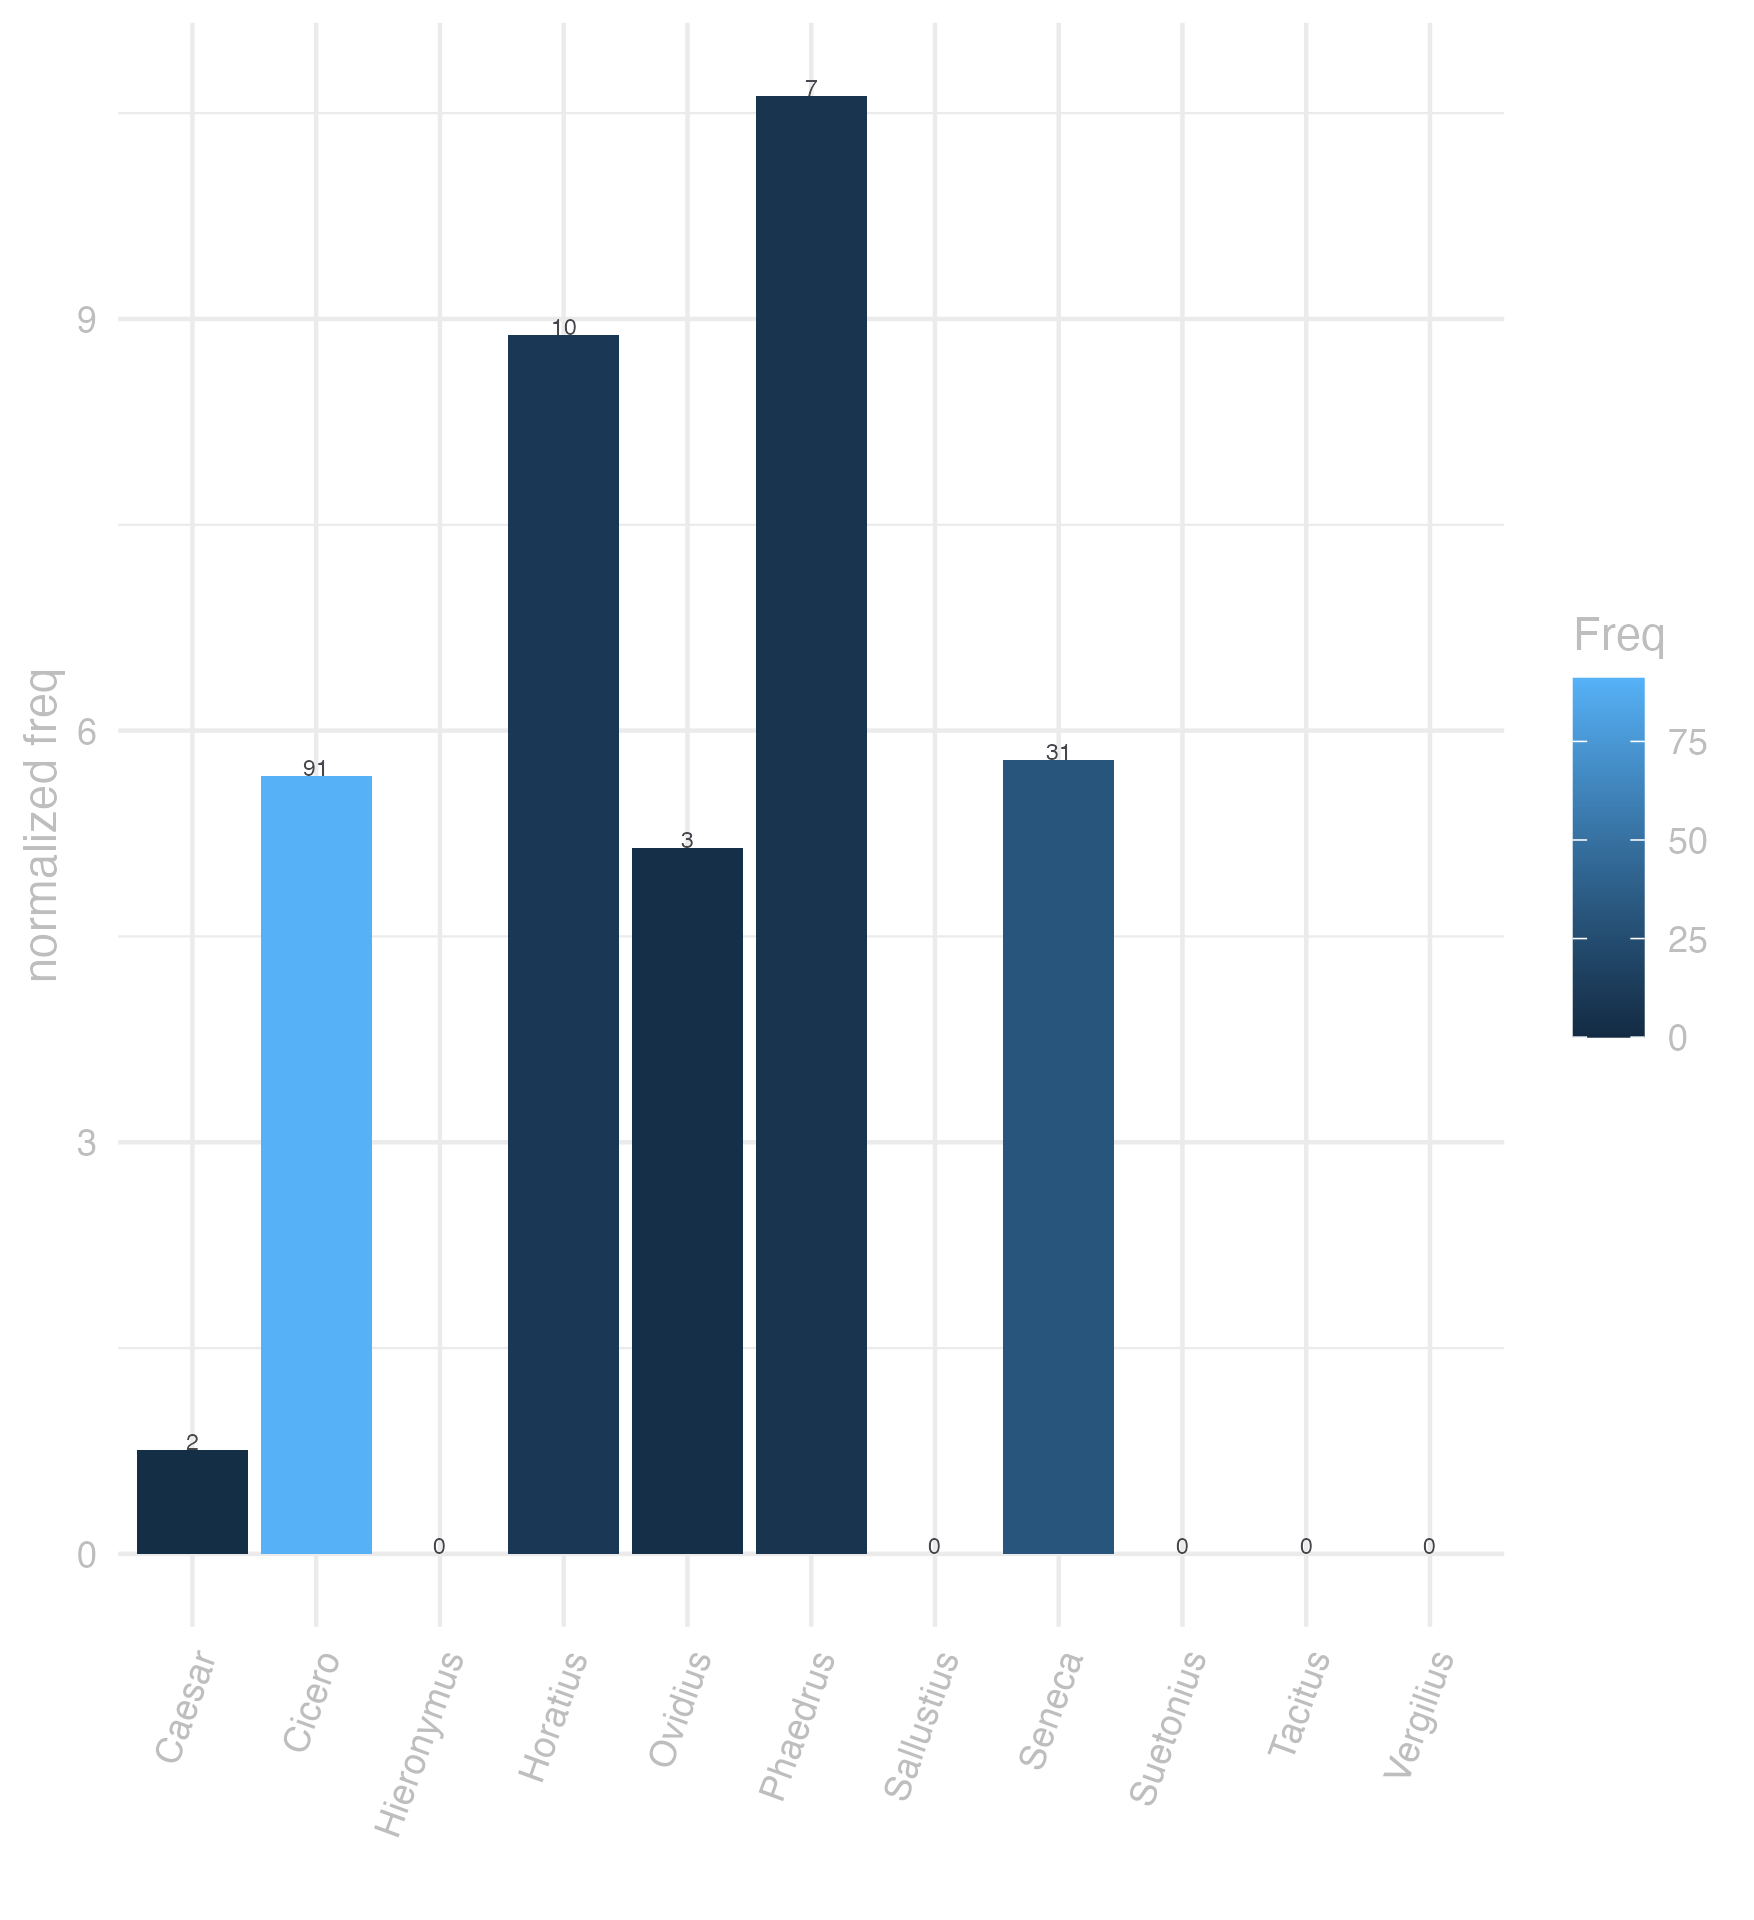 7
9
10
Freq
normalized freq
6
75
31
91
50
3
25
0
3
2
0
0
0
0
0
0
Caesar
Cicero
Hieronymus
Horatius
Ovidius
Phaedrus
Sallustius
Seneca
Suetonius
Tacitus
Vergilius